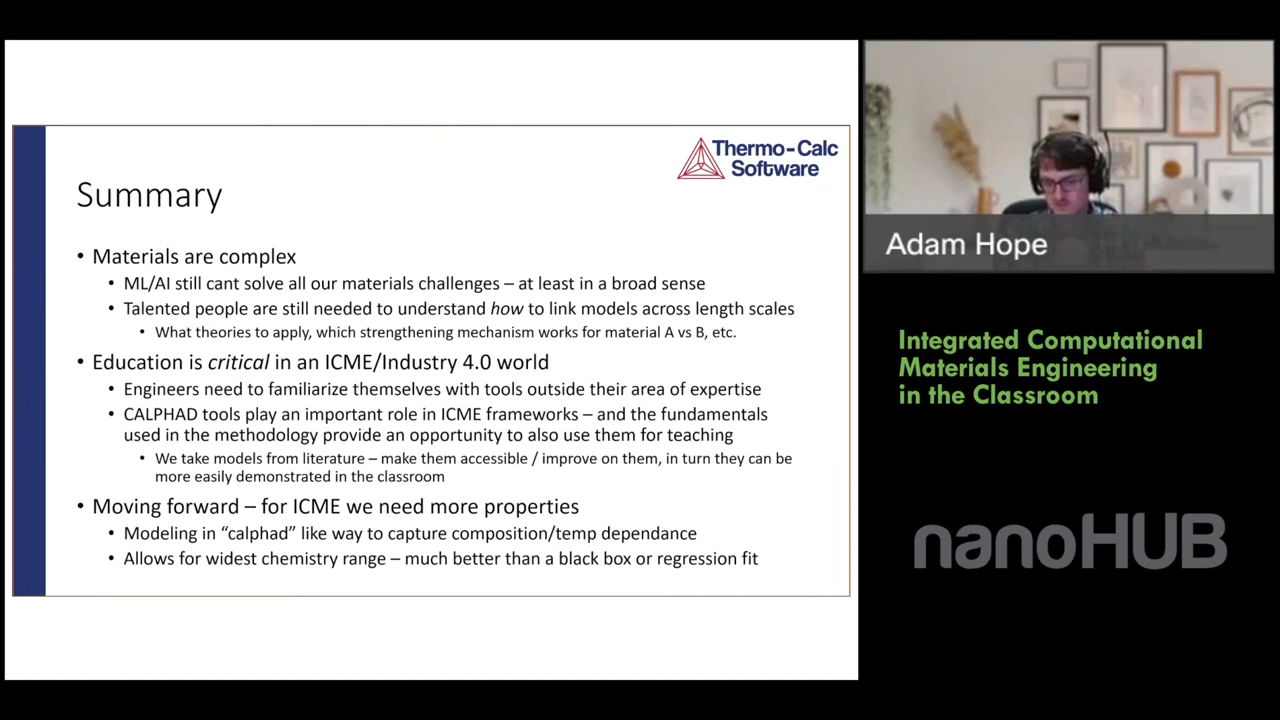 Thermo-Calc
Software
Summary
• Materials are complex
• ML/AI still cant solve all our materials challenges – at least in a broad sense
• Talented people are still needed to understand how to link models across length scales
• What theories to apply, which strengthening mechanism works for material A vs B, etc.
• Education is critical in an ICME/Industry 4.0 world
• Engineers need to familiarize themselves with tools outside their area of expertise
• CALPHAD tools play an important role in ICME frameworks – and the fundamentals
used in the methodology provide an opportunity to also use them for teaching
• We take models from literature – make them accessible / improve on them, in turn they can be
more easily demonstrated in the classroom
• Moving forward – for ICME we need more properties
• Modeling in “calphad” like way to capture composition/temp dependance
• Allows for widest chemistry range – much better than a black box or regression fit
Adam Hope
Integrated Computational
Materials Engineering
in the Classroom
nanoHUB